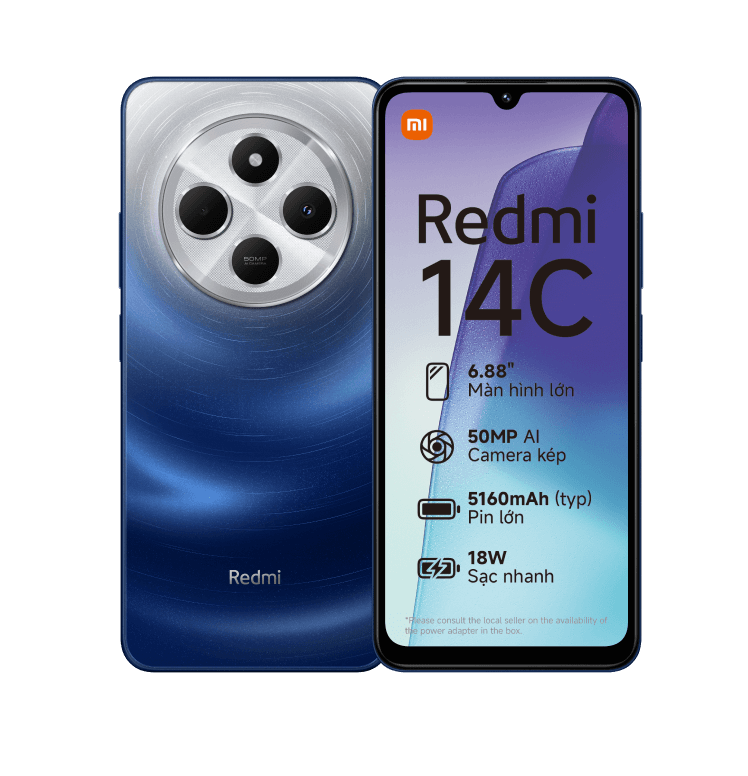 50MP
Redmi
mi
Redmi
14C
6.88"
Màn hình lớn
50MP AI
Camera kép
5160mAh (typ)
Pin lớn
18W
Sạc nhanh
*Please consult the local seller on the availability of
the power adapter in the box.